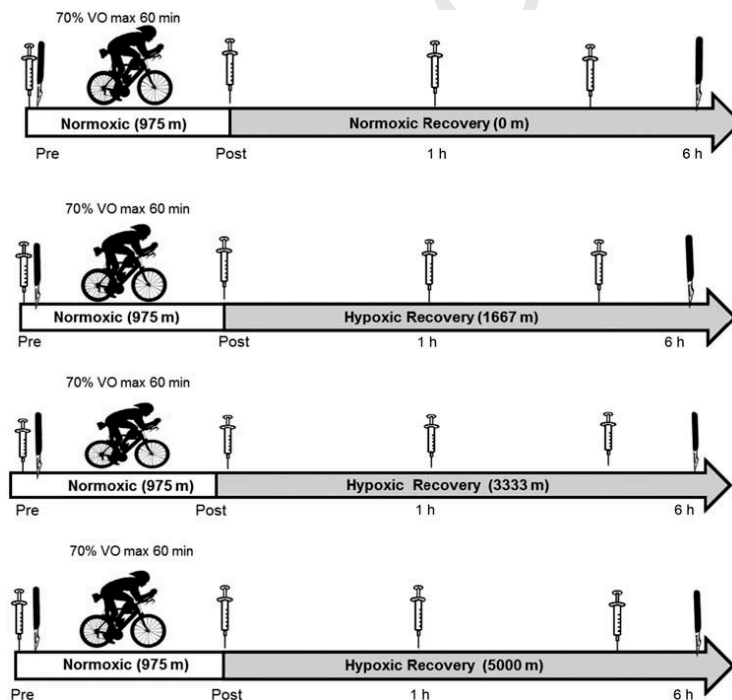 70% VO max 60 min
Normoxic (975 m) Normoxic Recovery (0 m)
Pre Post 1 h 6 h
70% VO max 60 min
Normoxic (975 m) Hypoxic Recovery (1667 m)
Pre Post 1 h 6 h
70% VO max 60 min
Normoxic (975 m) Hypoxic Recovery (3333 m)
Pre Post 1 h 6 h
70% VO max 60 min
Normoxic (975 m) Hypoxic Recovery (5000 m)
Pre Post 1 h 6 h